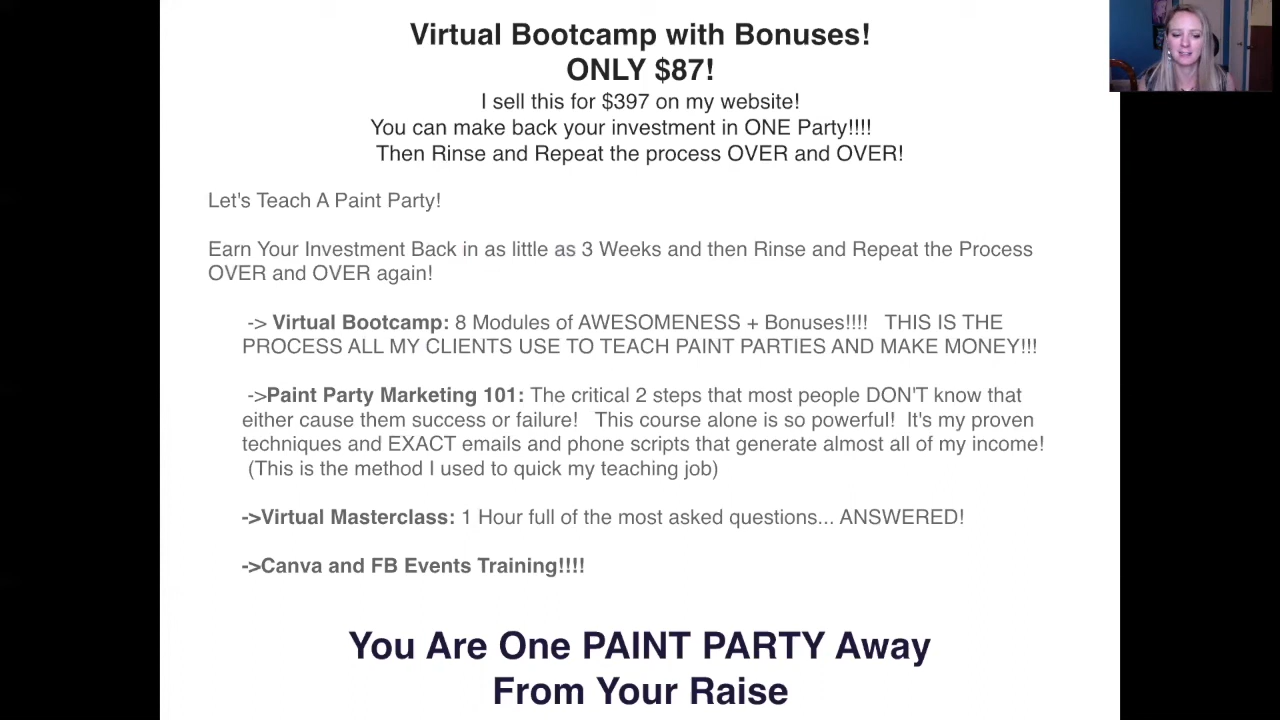 Virtual Bootcamp with Bonuses!
ONLY $87!
I sell this for $397 on my website!
You can make back your investment in ONE Party!!!!
Then Rinse and Repeat the process OVER and OVER!
Let's Teach A Paint Party!
Earn Your Investment Back in as little as 3 Weeks and then Rinse and Repeat the Process
OVER and OVER again!
-> Virtual Bootcamp: 8 Modules of AWESOMENESS + Bonuses!!!! THIS IS THE
PROCESS ALL MY CLIENTS USE TO TEACH PAINT PARTIES AND MAKE MONEY!!!
->Paint Party Marketing 101: The critical 2 steps that most people DON'T know that
either cause them success or failure! This course alone is so powerful! It's my proven
techniques and EXACT emails and phone scripts that generate almost all of my income!
(This is the method I used to quick my teaching job)
->Virtual Masterclass: 1 Hour full of the most asked questions... ANSWERED!
->Canva and FB Events Training!!!!
You Are One PAINT PARTY Away
From Your Raise